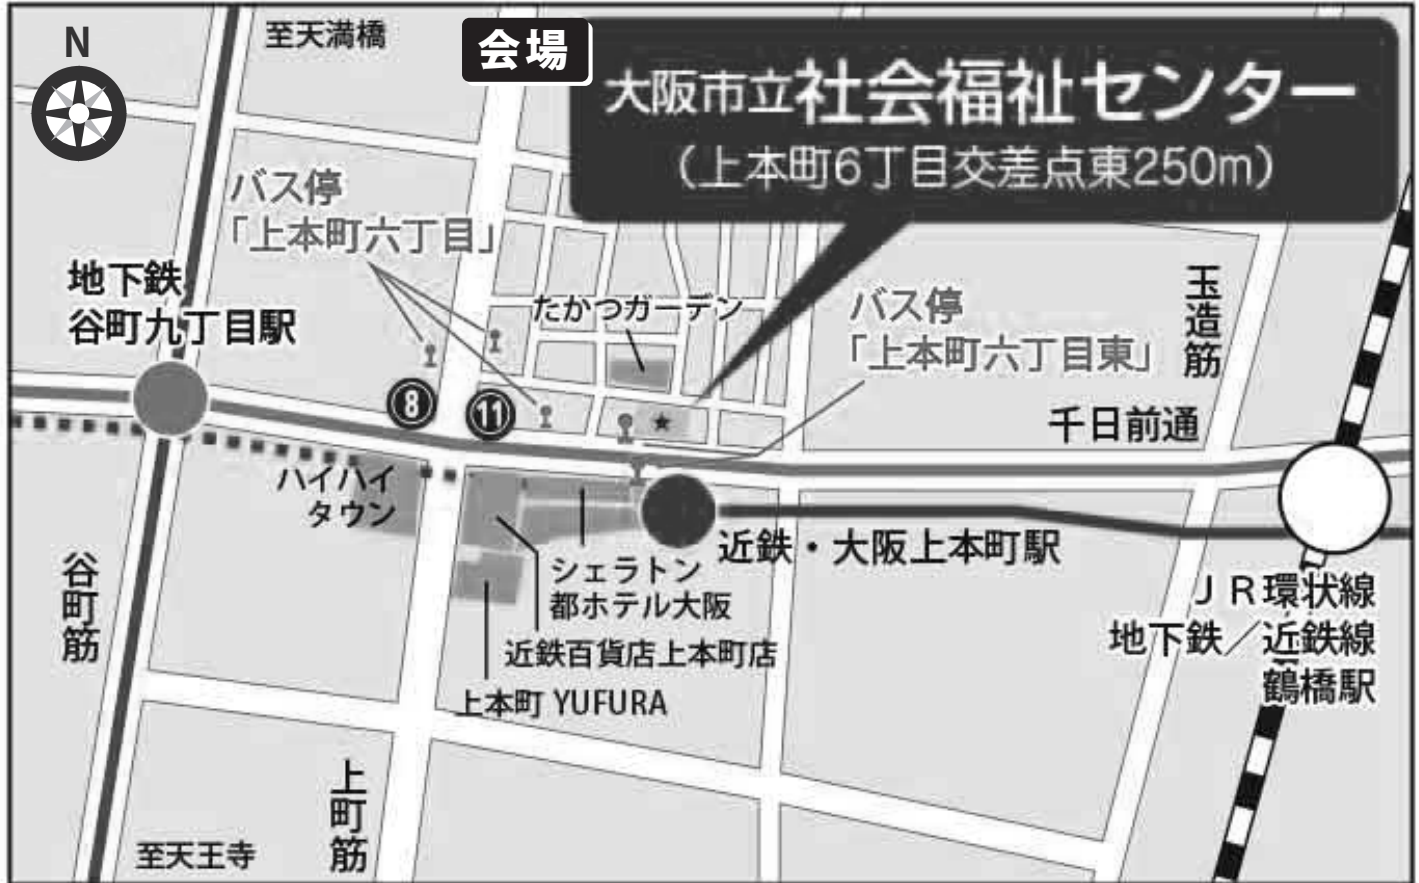 N
至天満橋
会場
大阪市立社会福祉センター
（上本町6丁目交差点東250m）
バス停
「上本町六丁目」
地下鉄
谷町九丁目駅
たかつガーデン
バス停
「上本町六丁目東」
玉造筋
8
11
★
千日前通
ハイハイ
タウン
近鉄・大阪上本町駅
シェラトン
都ホテル大阪
近鉄百貨店上本町店
上本町 YUFURA
ＪＲ環状線
地下鉄／近鉄線
鶴橋駅
谷町筋
上町筋
至天王寺